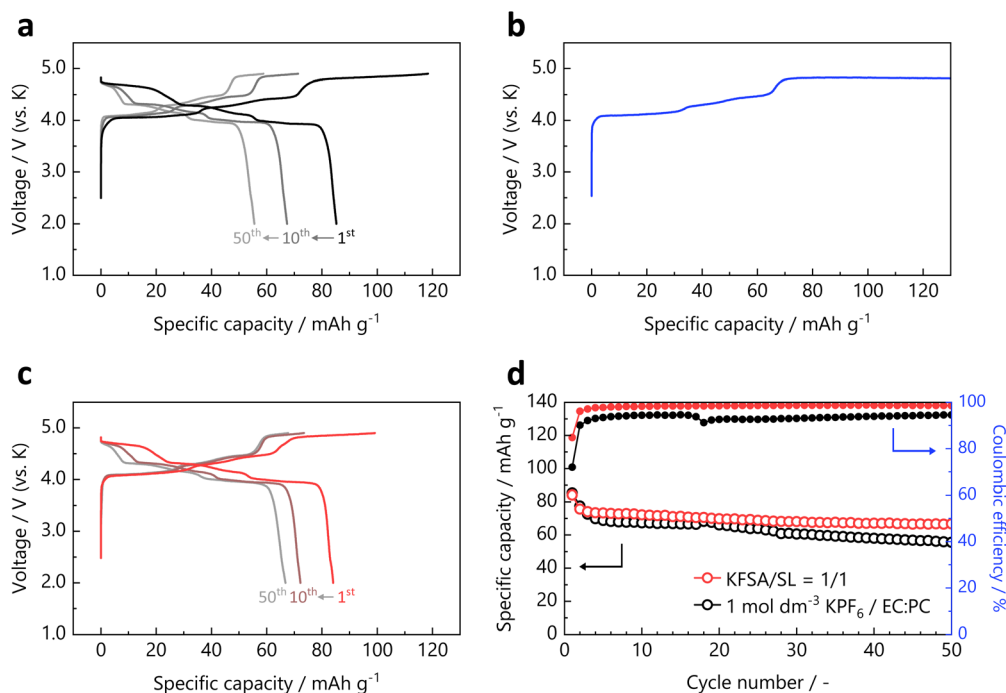 a
5.0
4.0
3.0
2.0
1.0
Voltage / V (vs. K)
50th ← 10th ← 1st
0 20 40 60 80 100 120
Specific capacity / mAh g-1
b
5.0
4.0
3.0
2.0
1.0
Voltage / V (vs. K)
0 20 40 60 80 100 120
Specific capacity / mAh g-1
c
5.0
4.0
3.0
2.0
1.0
Voltage / V (vs. K)
50th 10th ← 1st
0 20 40 60 80 100 120
Specific capacity / mAh g-1
d
140
120
100
80
60
40
20
0
Specific capacity / mAh g-1
100
80
60
40
20
0
Coulombic efficiency / %
KFSA/SL = 1/1
1 mol dm-3 KPF6 / EC:PC
0 10 20 30 40 50
Cycle number / -